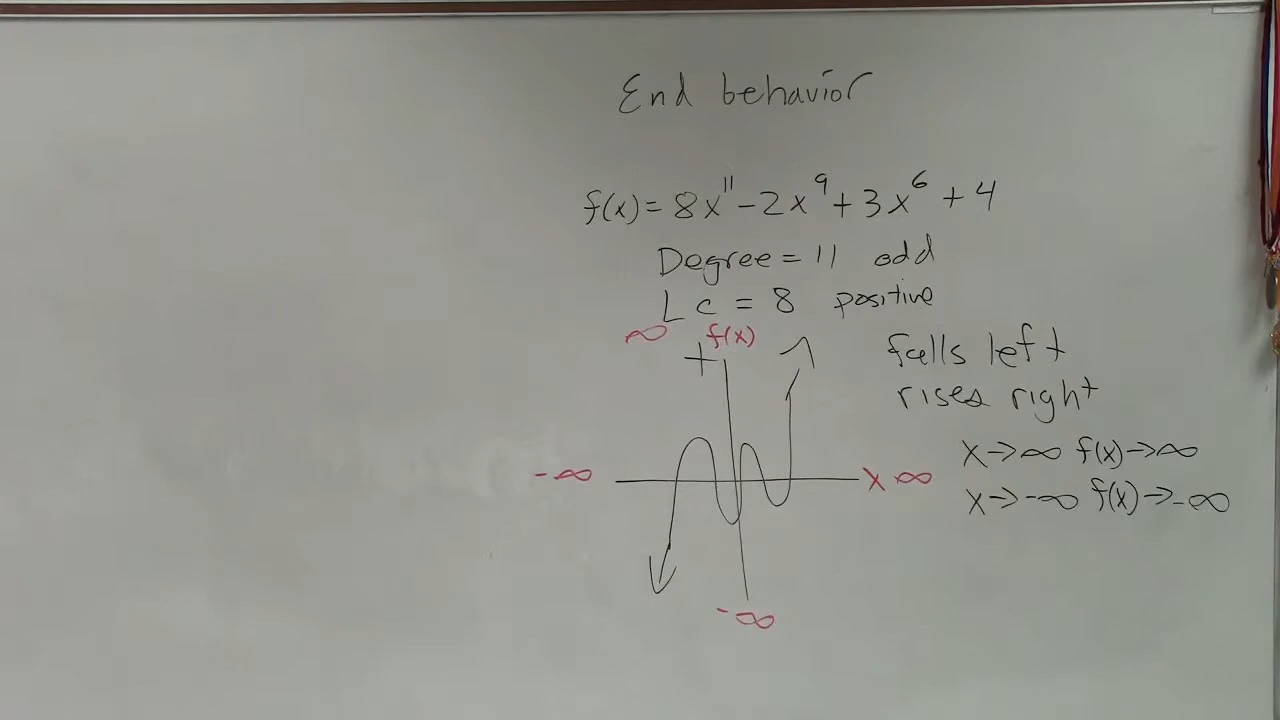 End behavior
f(x) = 8x¹¹ - 2x⁹ + 3x⁶ + 4
Degree = 11 odd
Lc = 8 positive
∞ f(x)
+
falls left
rises right
x → ∞ f(x) → ∞
-∞ x ∞
x → -∞ f(x) → -∞
-∞